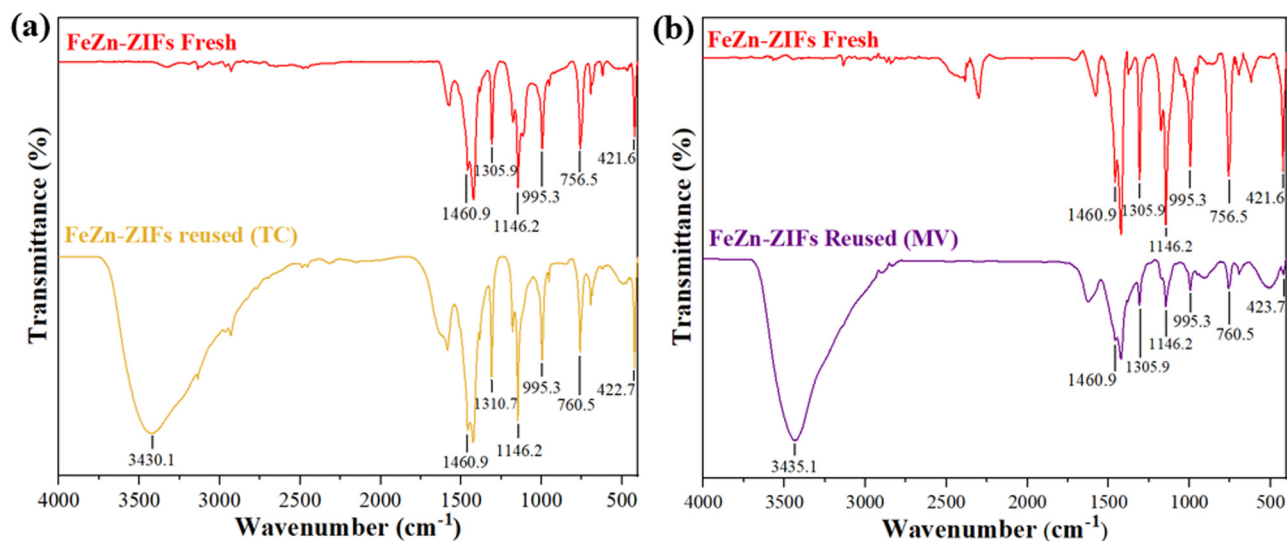 (a)
FeZn-ZIFs Fresh
1460.9
1305.9
1146.2
995.3
756.5
421.6
FeZn-ZIFs reused (TC)
3430.1
1460.9
1310.7
1146.2
995.3
760.5
422.7
Transmittance (%)
4000 3500 3000 2500 2000 1500 1000 500
Wavenumber (cm⁻¹)
(b)
FeZn-ZIFs Fresh
1460.9
1305.9
1146.2
995.3
756.5
421.6
FeZn-ZIFs Reused (MV)
3435.1
1460.9
1305.9
1146.2
995.3
760.5
423.7
Transmittance (%)
4000 3500 3000 2500 2000 1500 1000 500
Wavenumber (cm⁻¹)